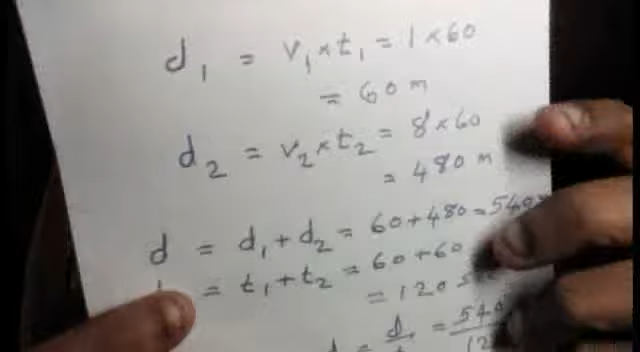 d₁ = v₁ × t₁ = 1 × 60
= 60 m
d₂ = v₂ × t₂ = 8 × 60
= 480 m
d = d₁ + d₂ = 60 + 480 = 540
= t₁ + t₂ = 60 + 60
= 120 s
= d = 540